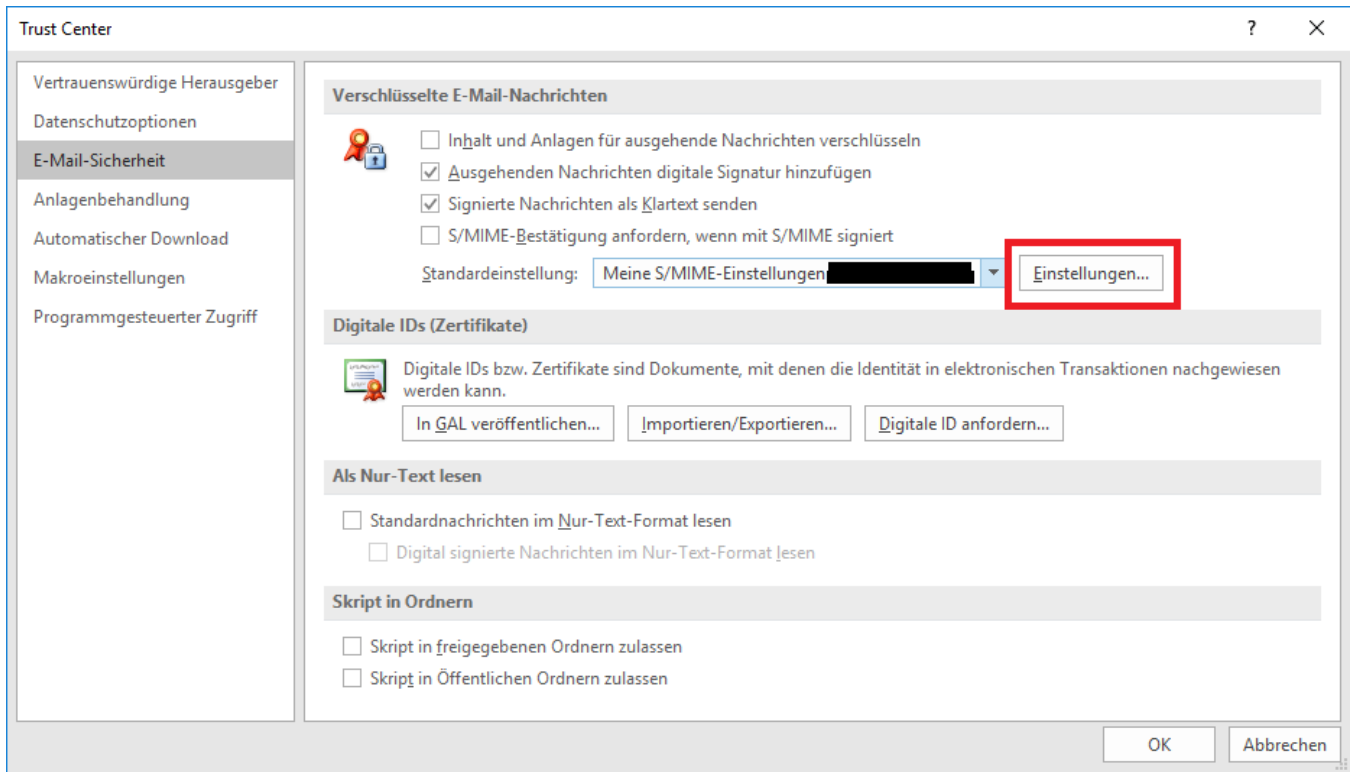 Trust Center
?
Vertrauenswürdige Herausgeber
Datenschutzoptionen
E-Mail-Sicherheit
Anlagenbehandlung
Automatischer Download
Makroeinstellungen
Programmgesteuerter Zugriff
Verschlüsselte E-Mail-Nachrichten
Inhalt und Anlagen für ausgehende Nachrichten verschlüsseln
Ausgehenden Nachrichten digitale Signatur hinzufügen
Signierte Nachrichten als Klartext senden
S/MIME-Bestätigung anfordern, wenn mit S/MIME signiert
Standardeinstellung: Meine S/MIME-Einstellungen Einstellungen...
Digitale IDs (Zertifikate)
Digitale IDs bzw. Zertifikate sind Dokumente, mit denen die Identität in elektronischen Transaktionen nachgewiesen
werden kann.
In GAL veröffentlichen... Importieren/Exportieren... Digitale ID anfordern...
Als Nur-Text lesen
Standardnachrichten im Nur-Text-Format lesen
Digital signierte Nachrichten im Nur-Text-Format lesen
Skript in Ordnern
Skript in freigegebenen Ordnern zulassen
Skript in Öffentlichen Ordnern zulassen
OK Abbrechen